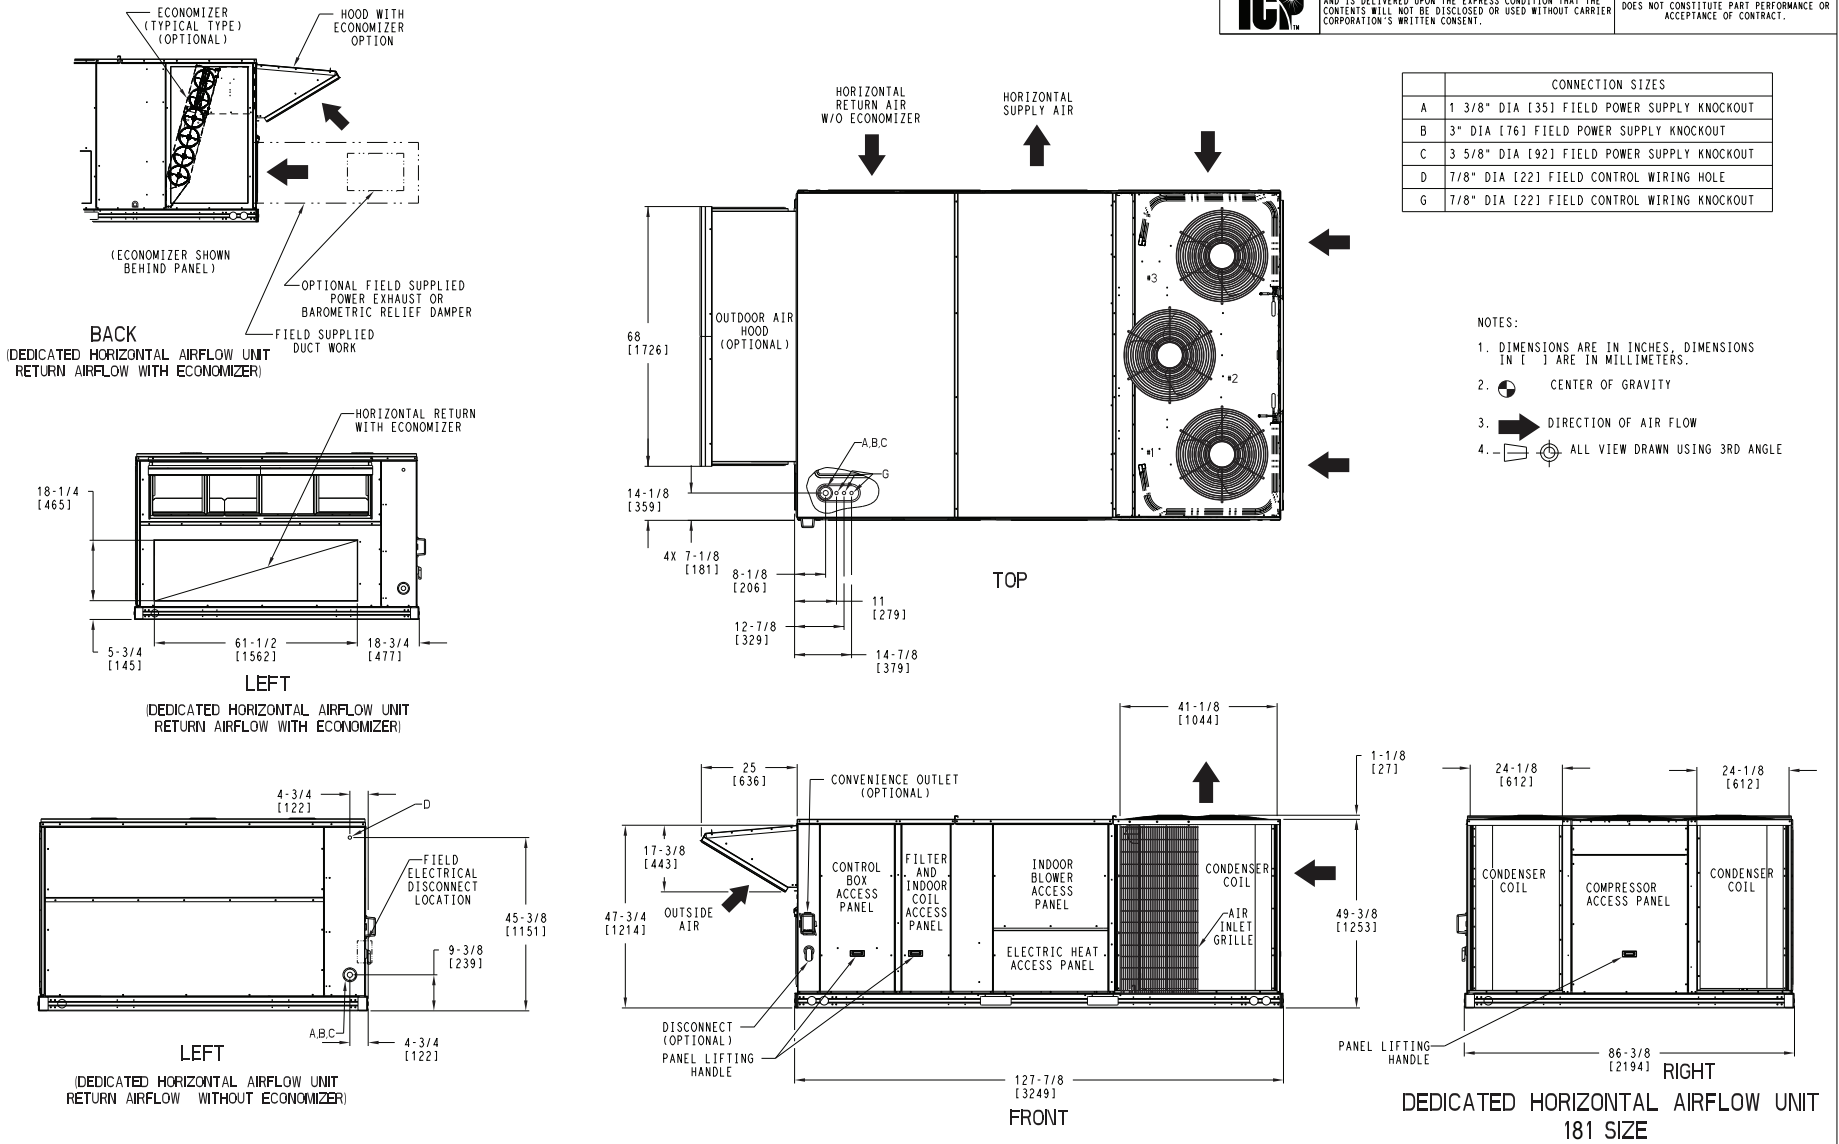 ICP
TM
AND IS DELIVERED UPON THE EXPRESS CONDITION THAT THE
CONTENTS WILL NOT BE DISCLOSED OR USED WITHOUT CARRIER
CORPORATION'S WRITTEN CONSENT.
DOES NOT CONSTITUTE PART PERFORMANCE OR
ACCEPTANCE OF CONTRACT.
ECONOMIZER
(TYPICAL TYPE)
(OPTIONAL)
HOOD WITH
ECONOMIZER
OPTION
(ECONOMIZER SHOWN
BEHIND PANEL)
OPTIONAL FIELD SUPPLIED
POWER EXHAUST OR
BAROMETRIC RELIEF DAMPER
FIELD SUPPLIED
DUCT WORK
BACK
(DEDICATED HORIZONTAL AIRFLOW UNIT
RETURN AIRFLOW WITH ECONOMIZER)
HORIZONTAL
RETURN AIR
W/O ECONOMIZER
HORIZONTAL
SUPPLY AIR
CONNECTION SIZES
A 1 3/8" DIA [35] FIELD POWER SUPPLY KNOCKOUT
B 3" DIA [76] FIELD POWER SUPPLY KNOCKOUT
C 3 5/8" DIA [92] FIELD POWER SUPPLY KNOCKOUT
D 7/8" DIA [22] FIELD CONTROL WIRING HOLE
G 7/8" DIA [22] FIELD CONTROL WIRING KNOCKOUT
68
[1726]
OUTDOOR AIR
HOOD
(OPTIONAL)
3
2
1
A,B,C
G
14-1/8
[359]
4X 7-1/8
[181]
8-1/8
[206]
11
[279]
12-7/8
[329]
14-7/8
[379]
TOP
NOTES:
1. DIMENSIONS ARE IN INCHES, DIMENSIONS
IN [ ] ARE IN MILLIMETERS.
2. CENTER OF GRAVITY
3. DIRECTION OF AIR FLOW
4. ALL VIEW DRAWN USING 3RD ANGLE
HORIZONTAL RETURN
WITH ECONOMIZER
18-1/4
[465]
5-3/4
[145]
61-1/2
[1562]
18-3/4
[477]
LEFT
(DEDICATED HORIZONTAL AIRFLOW UNIT
RETURN AIRFLOW WITH ECONOMIZER)
4-3/4
[122]
D
FIELD
ELECTRICAL
DISCONNECT
LOCATION
45-3/8
[1151]
9-3/8
[239]
A,B,C
4-3/4
[122]
LEFT
(DEDICATED HORIZONTAL AIRFLOW UNIT
RETURN AIRFLOW WITHOUT ECONOMIZER)
25
[636]
CONVENIENCE OUTLET
(OPTIONAL)
41-1/8
[1044]
1-1/8
[27]
17-3/8
[443]
OUTSIDE
AIR
47-3/4
[1214]
CONTROL
BOX
ACCESS
PANEL
FILTER
AND
INDOOR
COIL
ACCESS
PANEL
INDOOR
BLOWER
ACCESS
PANEL
ELECTRIC HEAT
ACCESS PANEL
CONDENSER
COIL
AIR
INLET
GRILLE
49-3/8
[1253]
DISCONNECT
(OPTIONAL)
PANEL LIFTING
HANDLE
127-7/8
[3249]
FRONT
24-1/8
[612]
24-1/8
[612]
CONDENSER
COIL
COMPRESSOR
ACCESS PANEL
CONDENSER
COIL
PANEL LIFTING
HANDLE
86-3/8
[2194]
RIGHT
DEDICATED HORIZONTAL AIRFLOW UNIT
181 SIZE